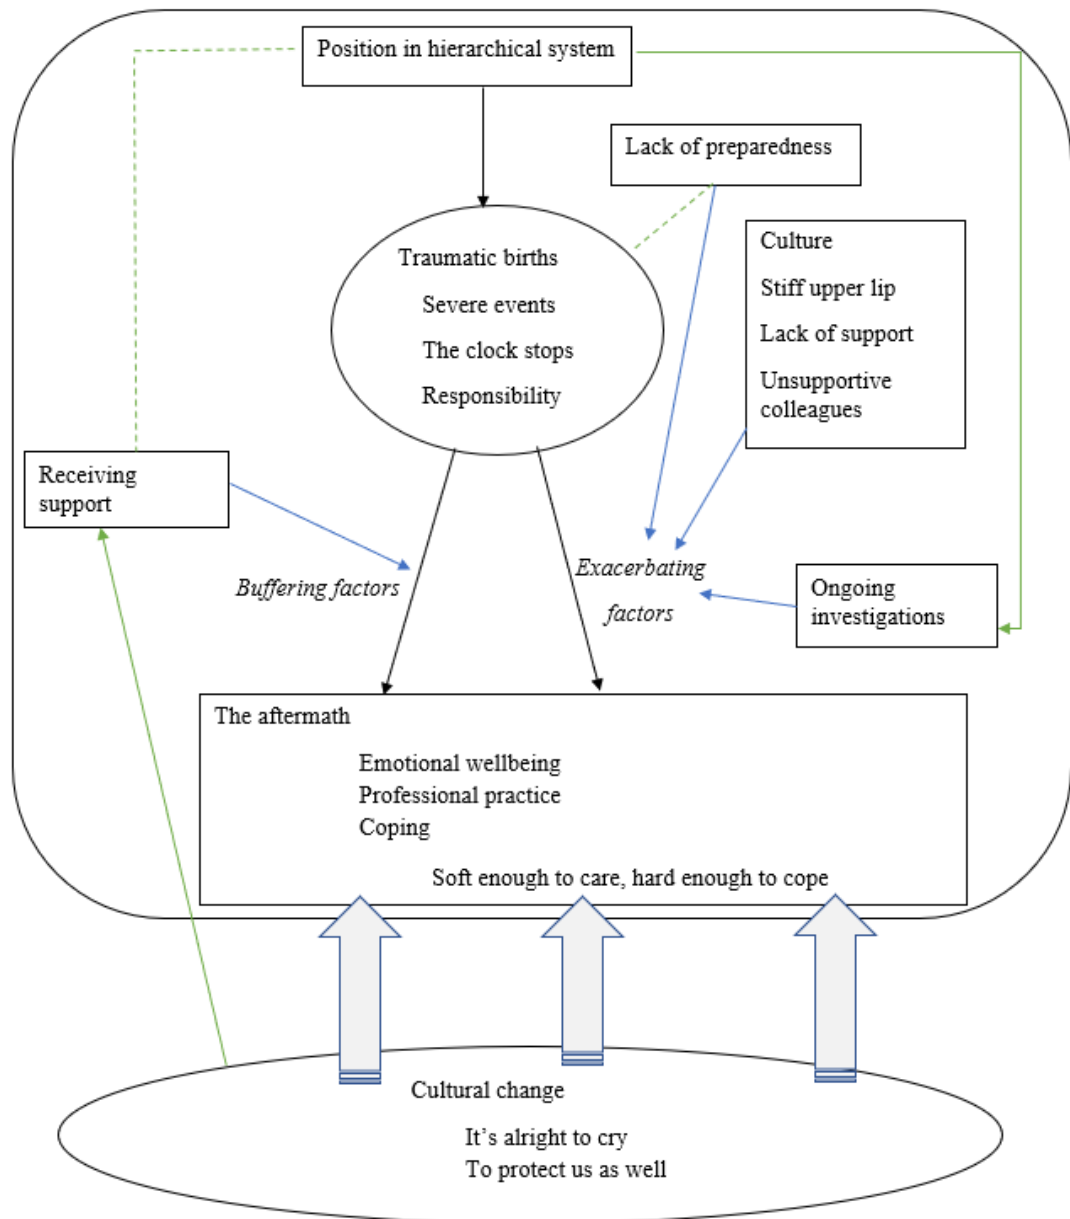 Position in hierarchical system
Lack of preparedness
Culture
Stiff upper lip
Lack of support
Unsupportive
colleagues
Traumatic births
Severe events
The clock stops
Responsibility
Receiving
support
Buffering factors
Exacerbating
factors
Ongoing
investigations
The aftermath
Emotional wellbeing
Professional practice
Coping
Soft enough to care, hard enough to cope
Cultural change
It's alright to cry
To protect us as well